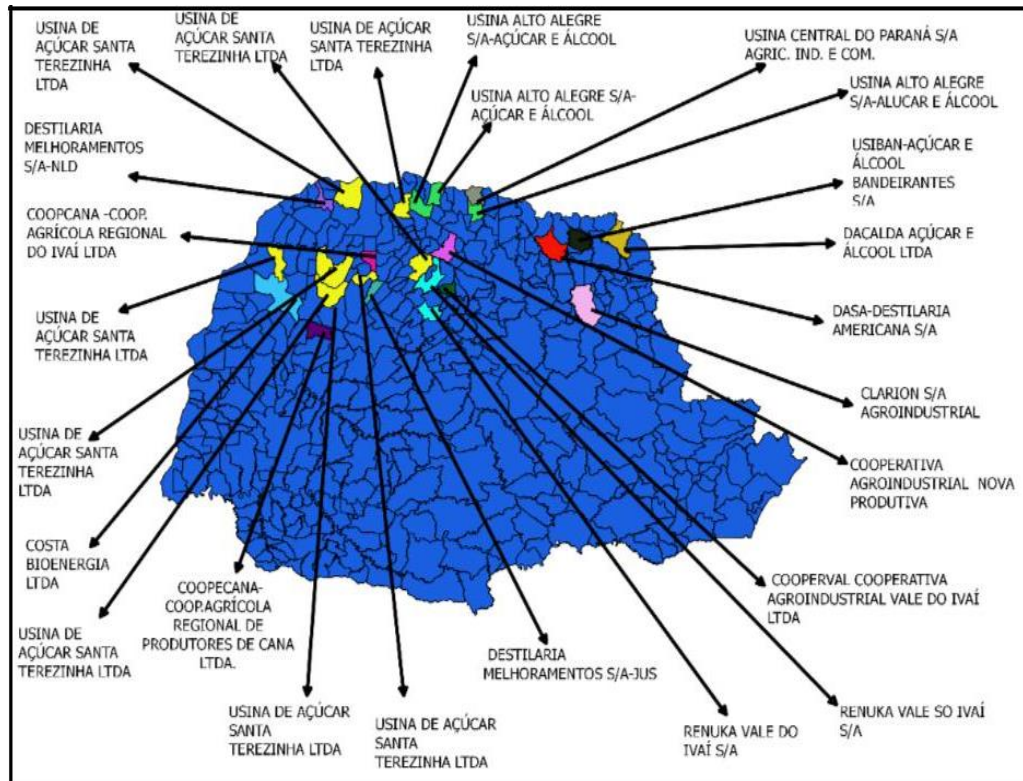 USINA DE
AÇÚCAR SANTA
TEREZINHA
LTDA
USINA DE
AÇÚCAR SANTA
TEREZINHA LTDA
USINA DE AÇÚCAR
SANTA TEREZINHA
LTDA
USINA ALTO ALEGRE
S/A-AÇÚCAR E ÁLCOOL
USINA ALTO ALEGRE S/A-
AÇÚCAR E ÁLCOOL
USINA CENTRAL DO PARANÁ S/A
AGRIC. IND. E COM.
USINA ALTO ALEGRE
S/A-ALUCAR E ÁLCOOL
USIBAN-AÇÚCAR E
ÁLCOOL
BANDEIRANTES
S/A
DACALDA AÇÚCAR E
ÁLCOOL LTDA
DASA-DESTILARIA
AMERICANA S/A
CLARION S/A
AGROINDUSTRIAL
COOPERATIVA
AGROINDUSTRIAL NOVA
PRODUTIVA
COOPERVAL COOPERATIVA
AGROINDUSTRIAL VALE DO IVAÍ
LTDA
RENUKA VALE SO IVAÍ
S/A
RENUKA VALE DO
IVAÍ S/A
DESTILARIA
MELHORAMENTOS S/A-JUS
USINA DE AÇÚCAR
SANTA
TEREZINHA LTDA
USINA DE AÇÚCAR
SANTA
TEREZINHA LTDA
COOPECANA-
COOP.AGRÍCOLA
REGIONAL DE
PRODUTORES DE CANA
LTDA.
USINA DE
AÇÚCAR SANTA
TEREZINHA LTDA
COSTA
BIOENERGIA
LTDA
USINA DE
AÇÚCAR SANTA
TEREZINHA
LTDA
USINA DE
AÇÚCAR SANTA
TEREZINHA LTDA
COOPCANA -COOP.
AGRÍCOLA REGIONAL
DO IVAÍ LTDA
DESTILARIA
MELHORAMENTOS
S/A-NLD